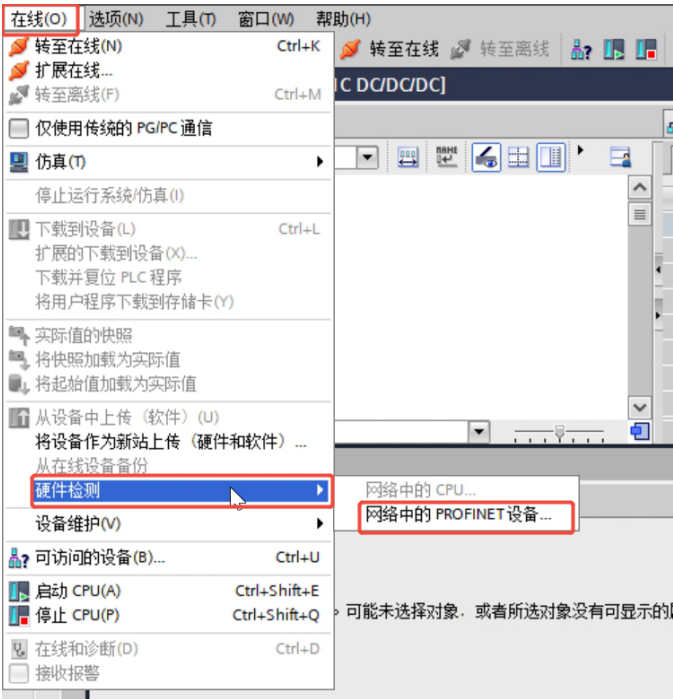 在线(O) 选项(N) 工具(T) 窗口(W) 帮助(H)
转至在线(N) Ctrl+K
转至在线 转至离线
扩展在线...
转至离线(F) Ctrl+M
C DC/DC/DC]
仅使用传统的 PG/PC 通信
仿真(T)
停止运行系统/仿真(I)
下载到设备(L) Ctrl+L
扩展的下载到设备(X)...
下载并复位 PLC 程序
将用户程序下载到存储卡(Y)
实际值的快照
将快照加载为实际值
将起始值加载为实际值
从设备中上传（软件）(U)
将设备作为新站上传（硬件和软件）...
从在线设备备份
硬件检测
网络中的 CPU...
网络中的 PROFINET 设备...
设备维护(V)
可访问的设备(B)... Ctrl+U
启动 CPU(A) Ctrl+Shift+E
停止 CPU(P) Ctrl+Shift+Q
可能未选择对象，或者所选对象没有可显示的
在线和诊断(D) Ctrl+D
接收报警